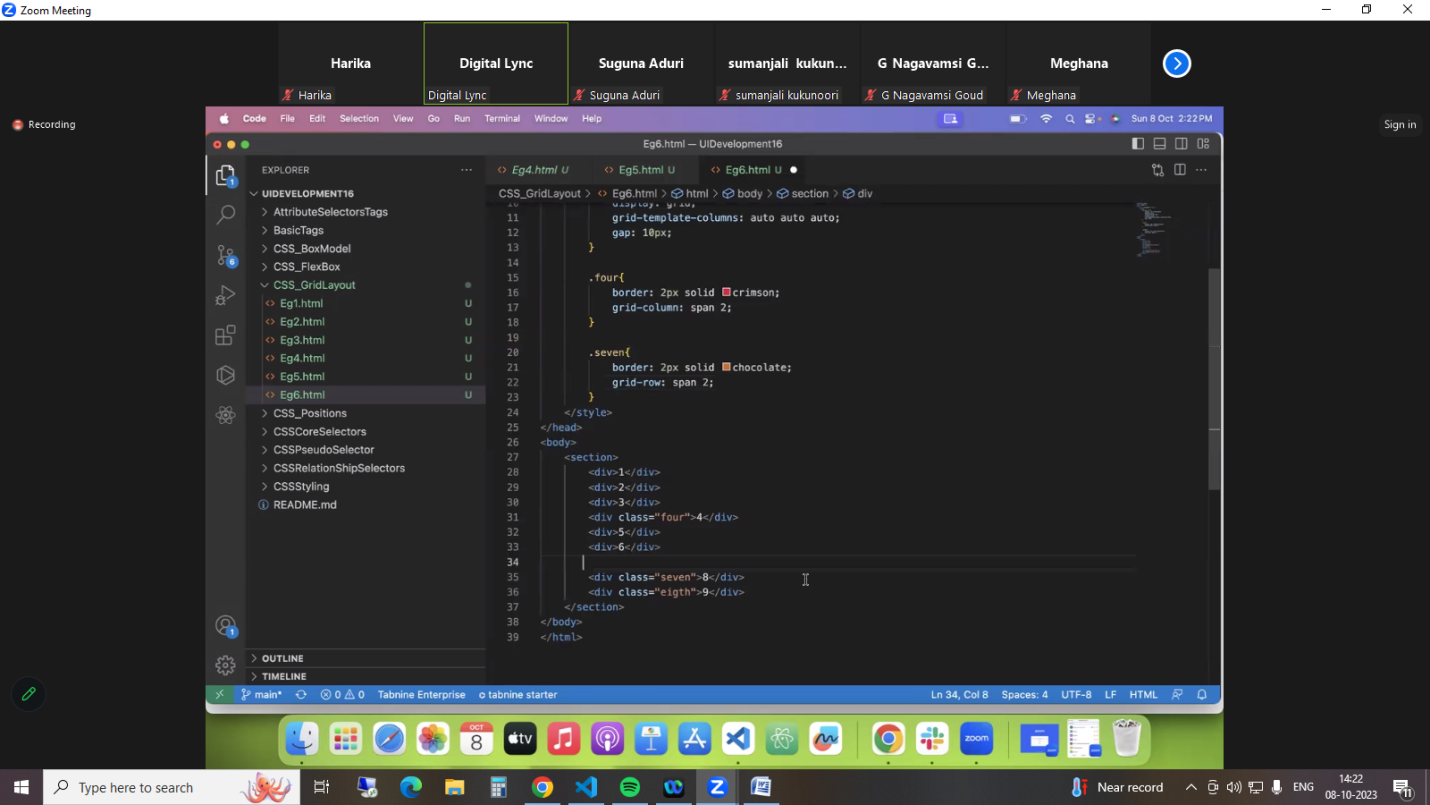 Zoom Meeting
Harika
Digital Lync
Suguna Aduri
sumanjali kukun...
G Nagavamsi G...
Meghana
Harika
Digital Lync
Suguna Aduri
sumanjali kukunoori
G Nagavamsi Goud
Meghana
Recording
Sign in
Code File Edit Selection View Go Run Terminal Window Help
Sun 8 Oct 2:22 PM
Eg6.html — UIDevelopment16
EXPLORER
Eg4.html U
Eg5.html U
Eg6.html U
CSS_GridLayout > Eg6.html > html > body > section > div
UIDEVELOPMENT16
AttributeSelectorsTags
BasicTags
CSS_BoxModel
CSS_FlexBox
CSS_GridLayout
Eg1.html U
Eg2.html U
Eg3.html U
Eg4.html U
Eg5.html U
Eg6.html U
CSS_Positions
CSSCoreSelectors
CSSPseudoSelector
CSSRelationShipSelectors
CSSStyling
README.md
OUTLINE
TIMELINE
10 display: grid;
11 grid-template-columns: auto auto auto;
12 gap: 10px;
13 }
14
15 .four{
16 border: 2px solid crimson;
17 grid-column: span 2;
18 }
19
20 .seven{
21 border: 2px solid chocolate;
22 grid-row: span 2;
23 }
24 </style>
25 </head>
26 <body>
27 <section>
28 <div>1</div>
29 <div>2</div>
30 <div>3</div>
31 <div class="four">4</div>
32 <div>5</div>
33 <div>6</div>
34
35 <div class="seven">8</div>
36 <div class="eigth">9</div>
37 </section>
38 </body>
39 </html>
main* 0 0 Tabnine Enterprise tabnine starter
Ln 34, Col 8 Spaces: 4 UTF-8 LF HTML
OCT
8
tv
zoom
Type here to search
Near record
ENG
14:22
08-10-2023